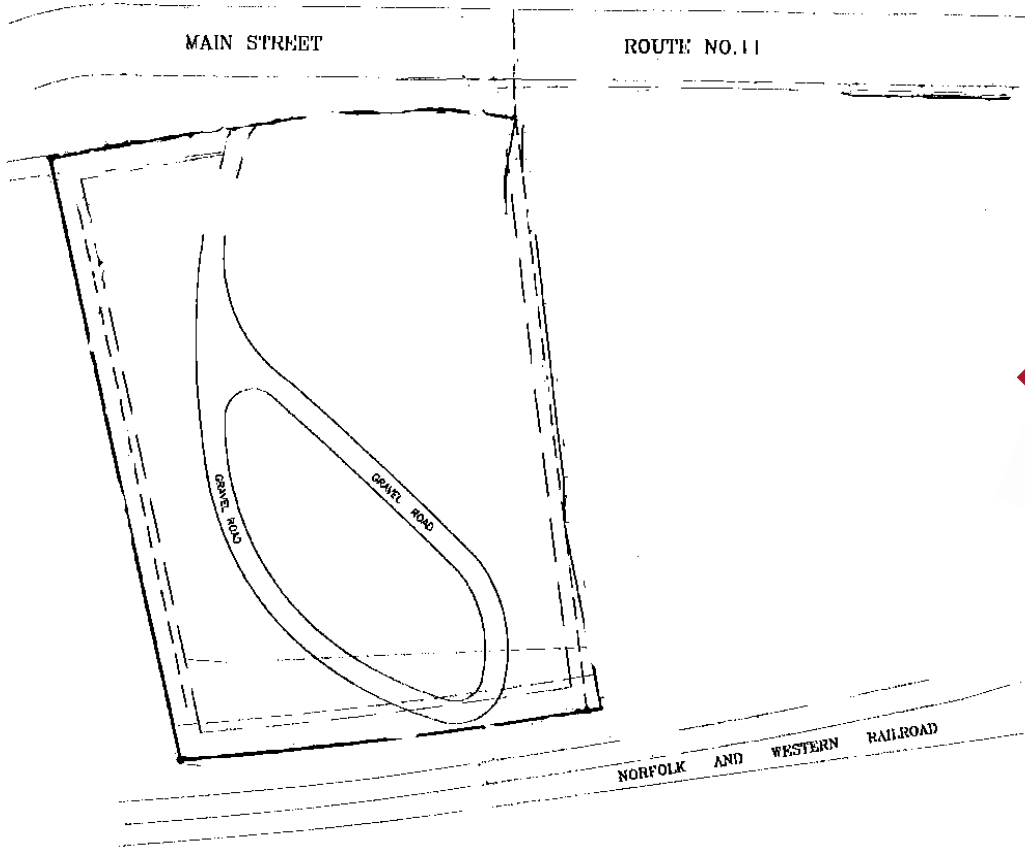 MAIN STREET
ROUTE NO.11
GRAVEL ROAD
GRAVEL ROAD
NORFOLK AND WESTERN RAILROAD